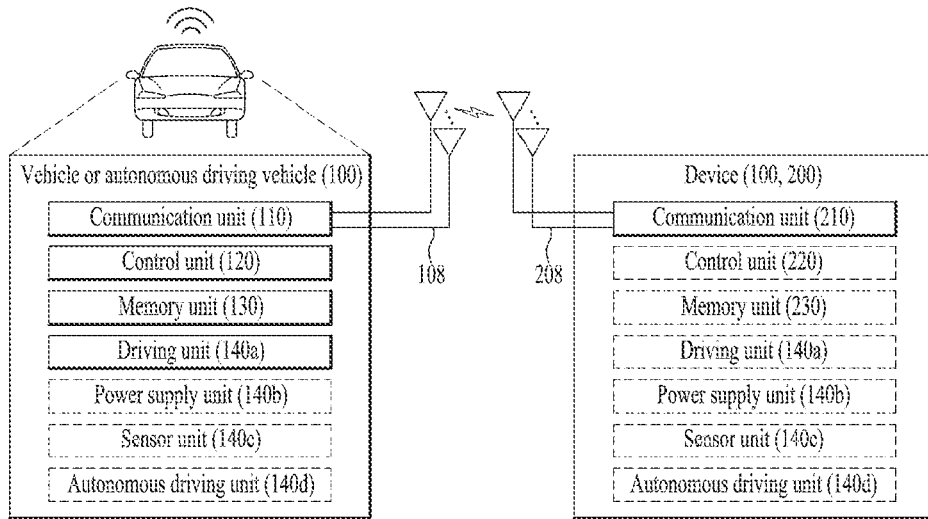 Vehicle or autonomous driving vehicle (100)
Communication unit (110)
Control unit (120)
Memory unit (130)
Driving unit (140a)
Power supply unit (140b)
Sensor unit (140c)
Autonomous driving unit (140d)
108
208
Device (100, 200)
Communication unit (210)
Control unit (220)
Memory unit (230)
Driving unit (140a)
Power supply unit (140b)
Sensor unit (140c)
Autonomous driving unit (140d)